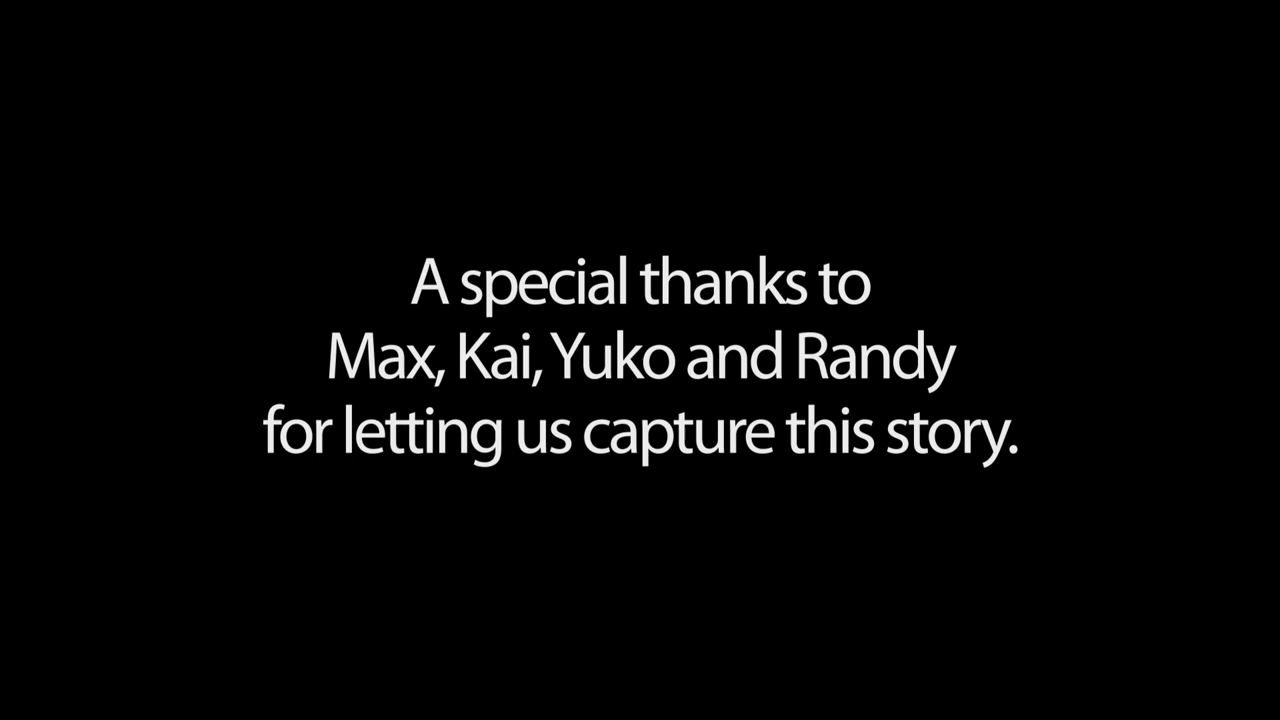 A special thanks to
Max, Kai, Yuko and Randy
for letting us capture this story.